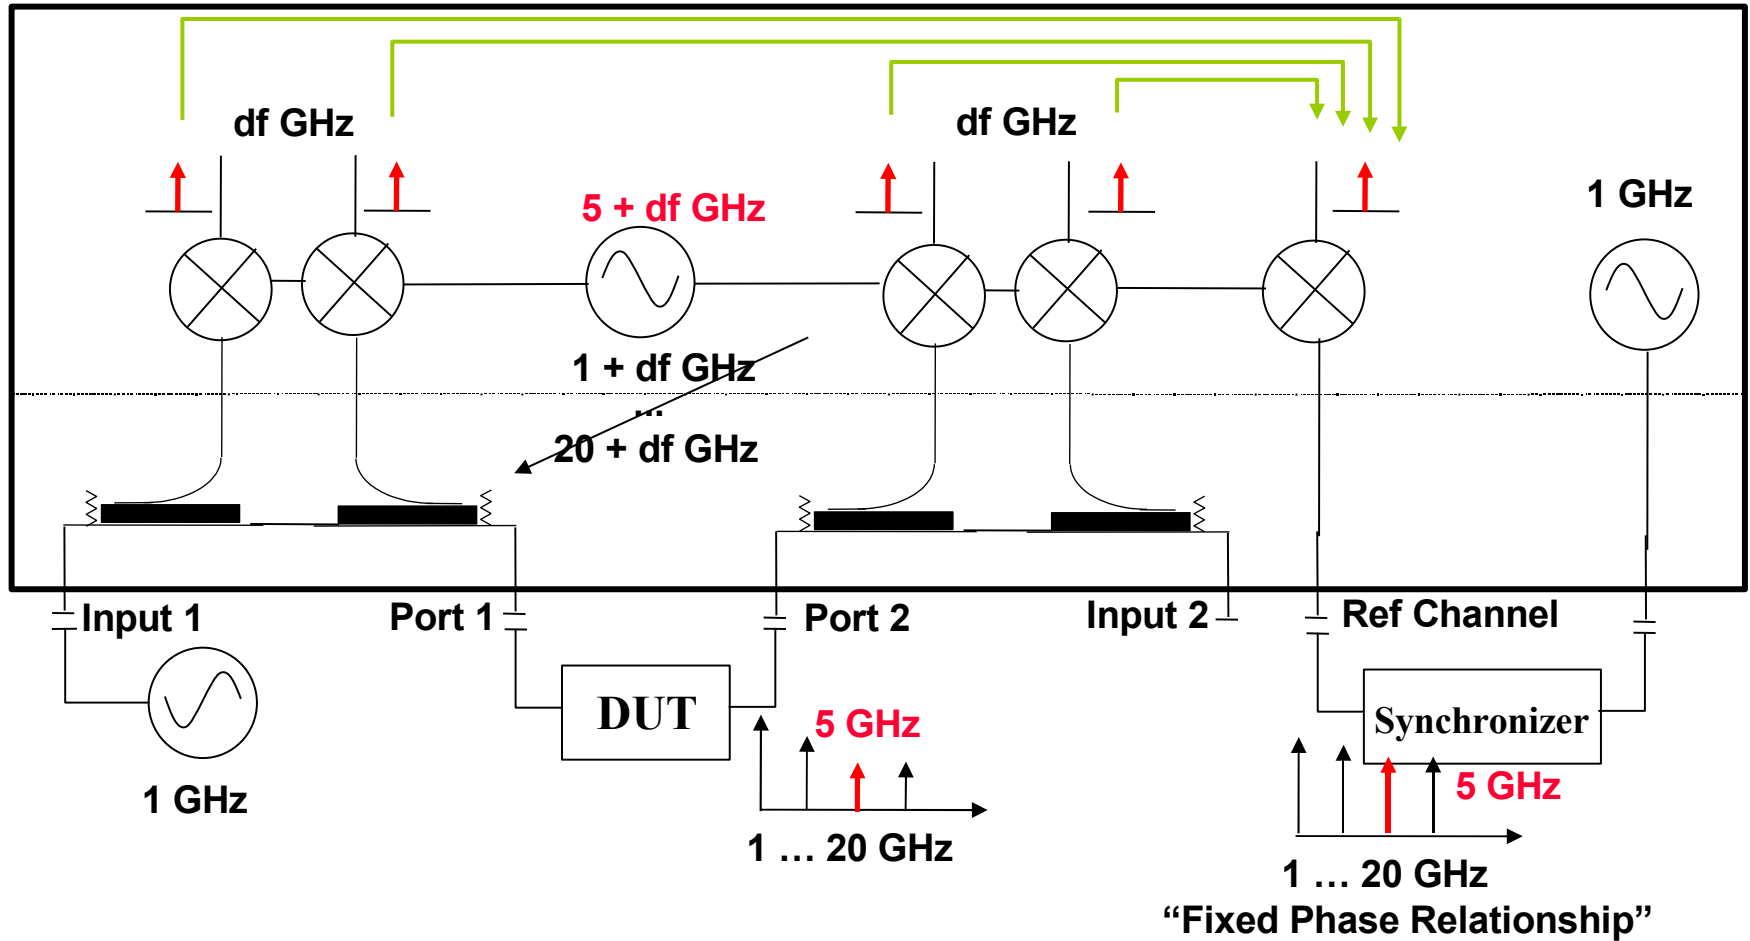 df GHz
df GHz
5 + df GHz
1 GHz
1 + df GHz
...
20 + df GHz
Input 1
Port 1
Port 2
Input 2
Ref Channel
DUT
Synchronizer
5 GHz
5 GHz
1 GHz
1 … 20 GHz
1 … 20 GHz
“Fixed Phase Relationship”